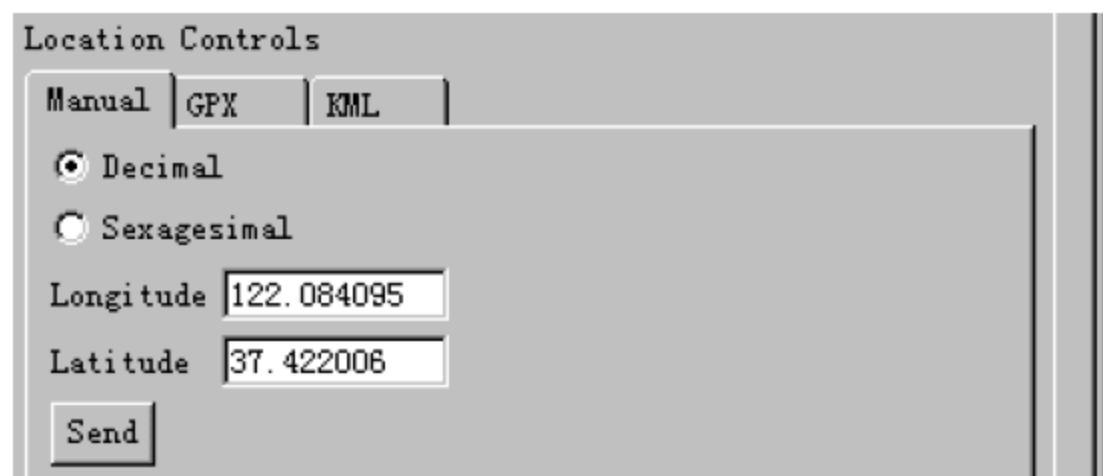 Location Controls
Manual GPX KML
Decimal
Sexagesimal
Longitude 122.084095
Latitude 37.422006
Send